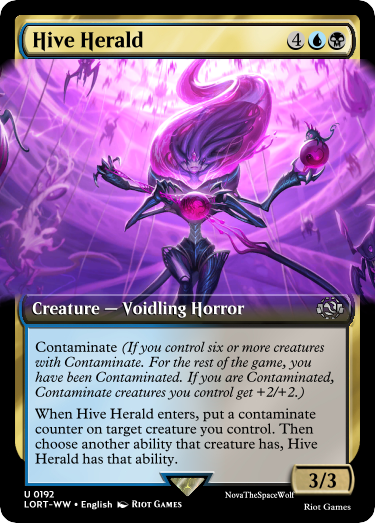 Hive Herald 4
Creature — Voidling Horror
Contaminate (If you control six or more creatures
with Contaminate. For the rest of the game, you
have been Contaminated. If you are Contaminated,
Contaminate creatures you control get +2/+2.)
When Hive Herald enters, put a contaminate
counter on target creature you control. Then
choose another ability that creature has, Hive
Herald has that ability.
3/3
U 0192
LORT-WW • English Riot Games
NovaTheSpaceWolf
Riot Games